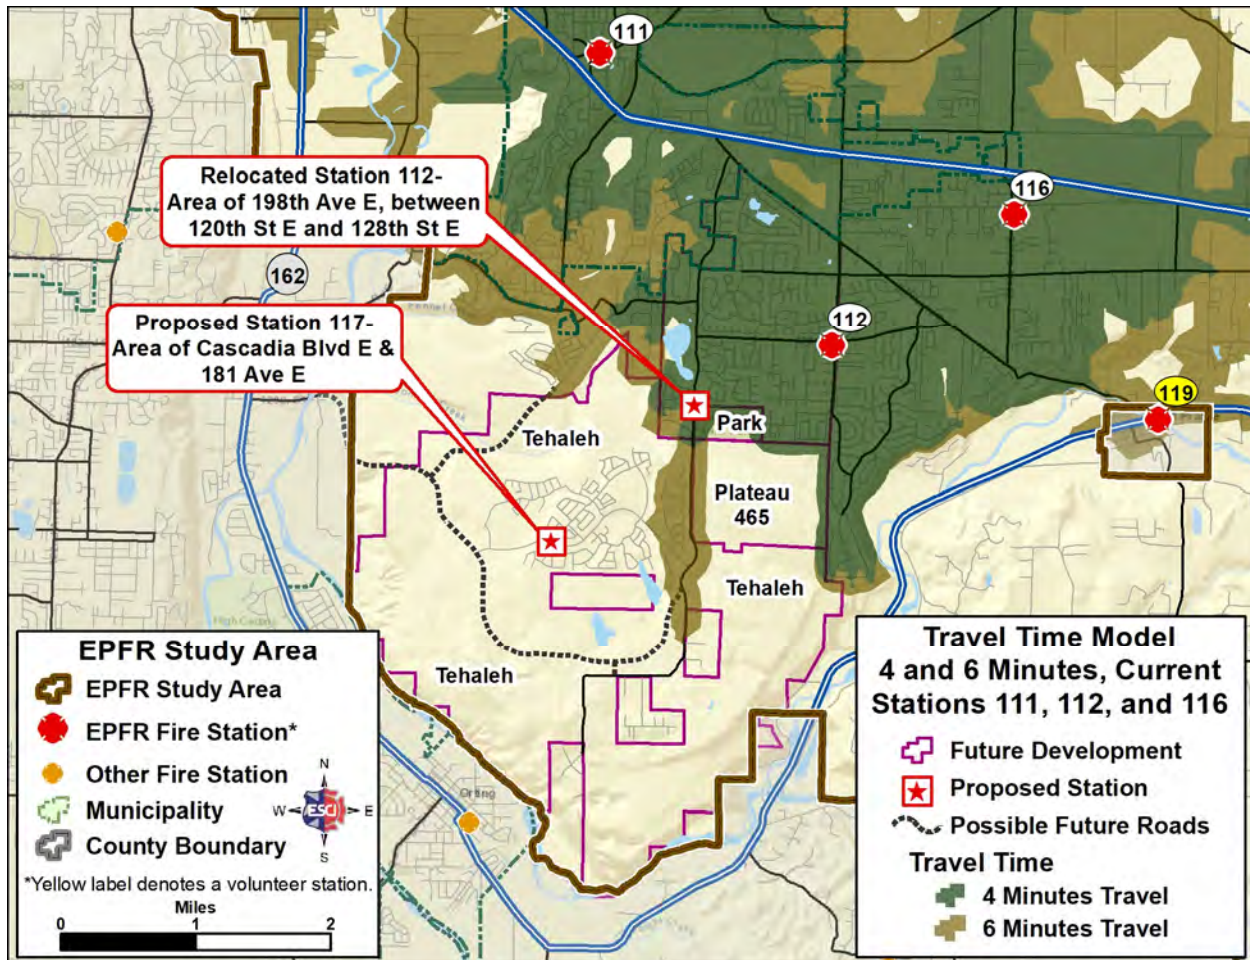 111
116
Relocated Station 112-
Area of 198th Ave E, between
120th St E and 128th St E
162
112
Proposed Station 117-
Area of Cascadia Blvd E &
181 Ave E
119
Park
Tehaleh
Plateau
465
Tehaleh
Tehaleh
Orting
EPFR Study Area
EPFR Study Area
EPFR Fire Station*
Other Fire Station
Municipality
County Boundary
N
W
ESCI
E
S
*Yellow label denotes a volunteer station.
Miles
0 1 2
Travel Time Model
4 and 6 Minutes, Current
Stations 111, 112, and 116
Future Development
Proposed Station
Possible Future Roads
Travel Time
4 Minutes Travel
6 Minutes Travel